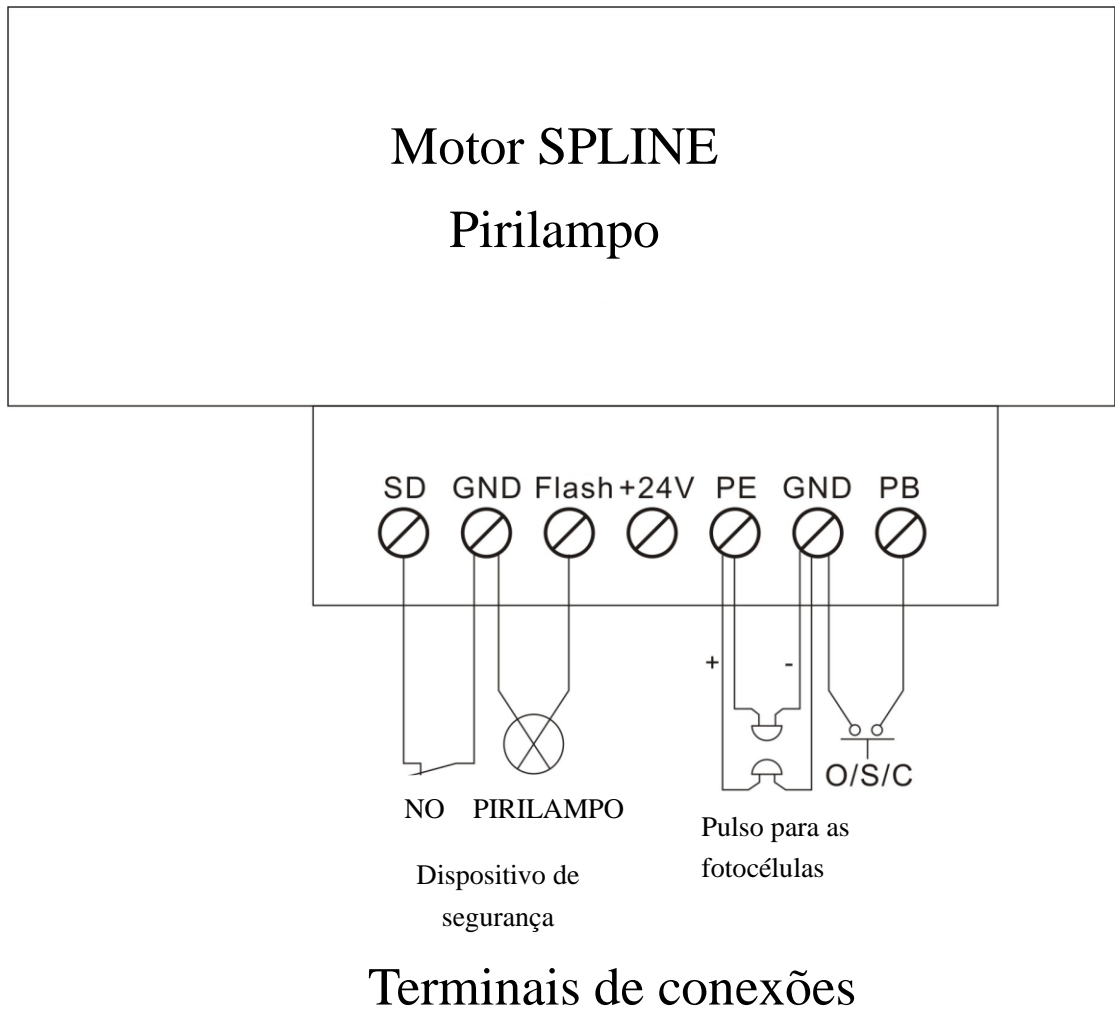 Motor SPLINE
Pirilampo
SD GND Flash +24V PE GND PB
+ -
O/S/C
NO PIRILAMPO
Pulso para as
fotocélulas
Dispositivo de
segurança
Terminais de conexões